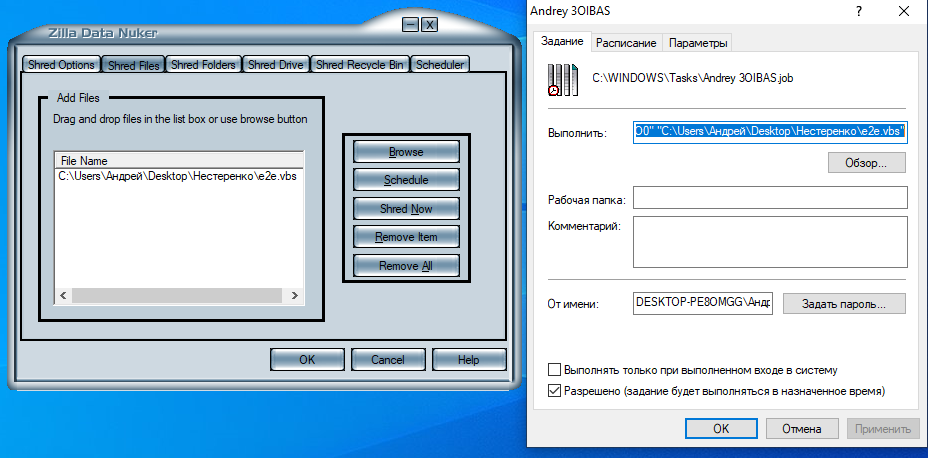 Zilla Data Nuker
Shred Options Shred Files Shred Folders Shred Drive Shred Recycle Bin Scheduler
Add Files
Drag and drop files in the list box or use browse button
File Name
C:\Users\Андрей\Desktop\Нестеренко\e2e.vbs
Browse
Schedule
Shred Now
Remove Item
Remove All
OK Cancel Help
Andrey 3OIBAS
Задание Расписание Параметры
C:\WINDOWS\Tasks\Andrey 3OIBAS.job
Выполнить: O0" "C:\Users\Андрей\Desktop\Нестеренко\e2e.vbs"
Обзор...
Рабочая папка:
Комментарий:
От имени: DESKTOP-PE8OMGG\Андр Задать пароль...
Выполнять только при выполненном входе в систему
Разрешено (задание будет выполняться в назначенное время)
OK Отмена Применить